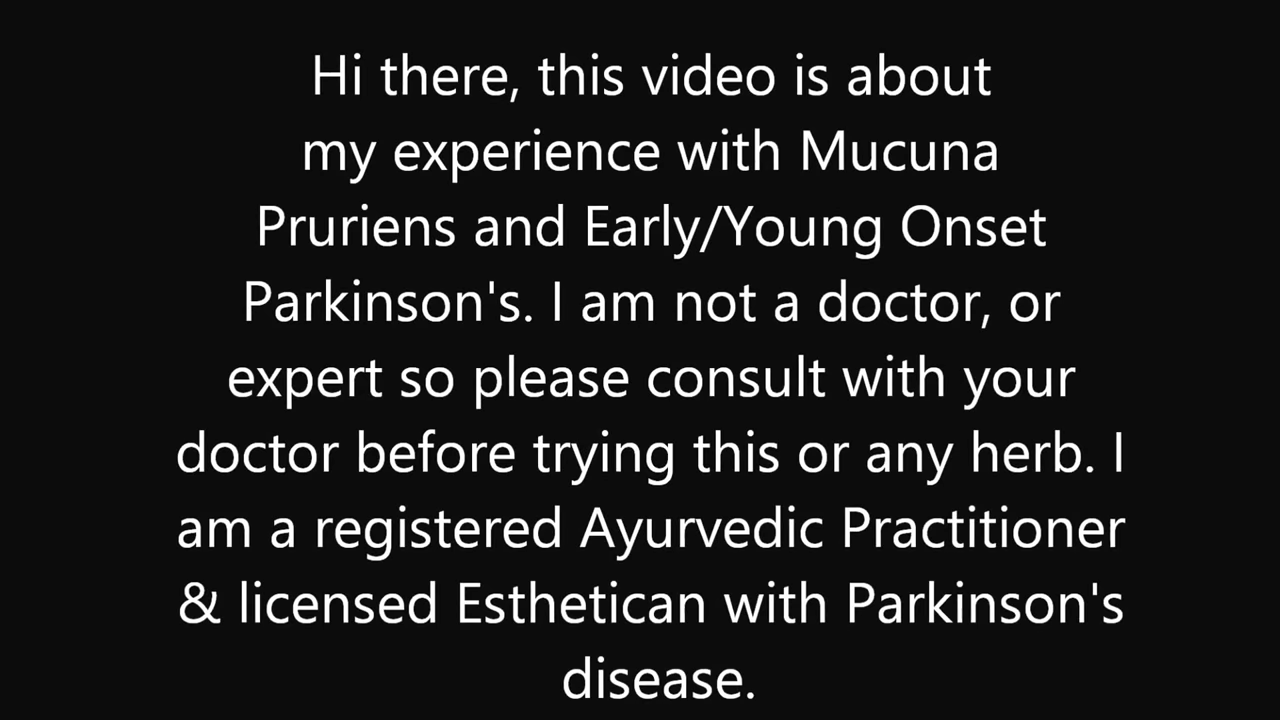 Hi there, this video is about
my experience with Mucuna
Pruriens and Early/Young Onset
Parkinson's. I am not a doctor, or
expert so please consult with your
doctor before trying this or any herb. I
am a registered Ayurvedic Practitioner
& licensed Esthetican with Parkinson's
disease.